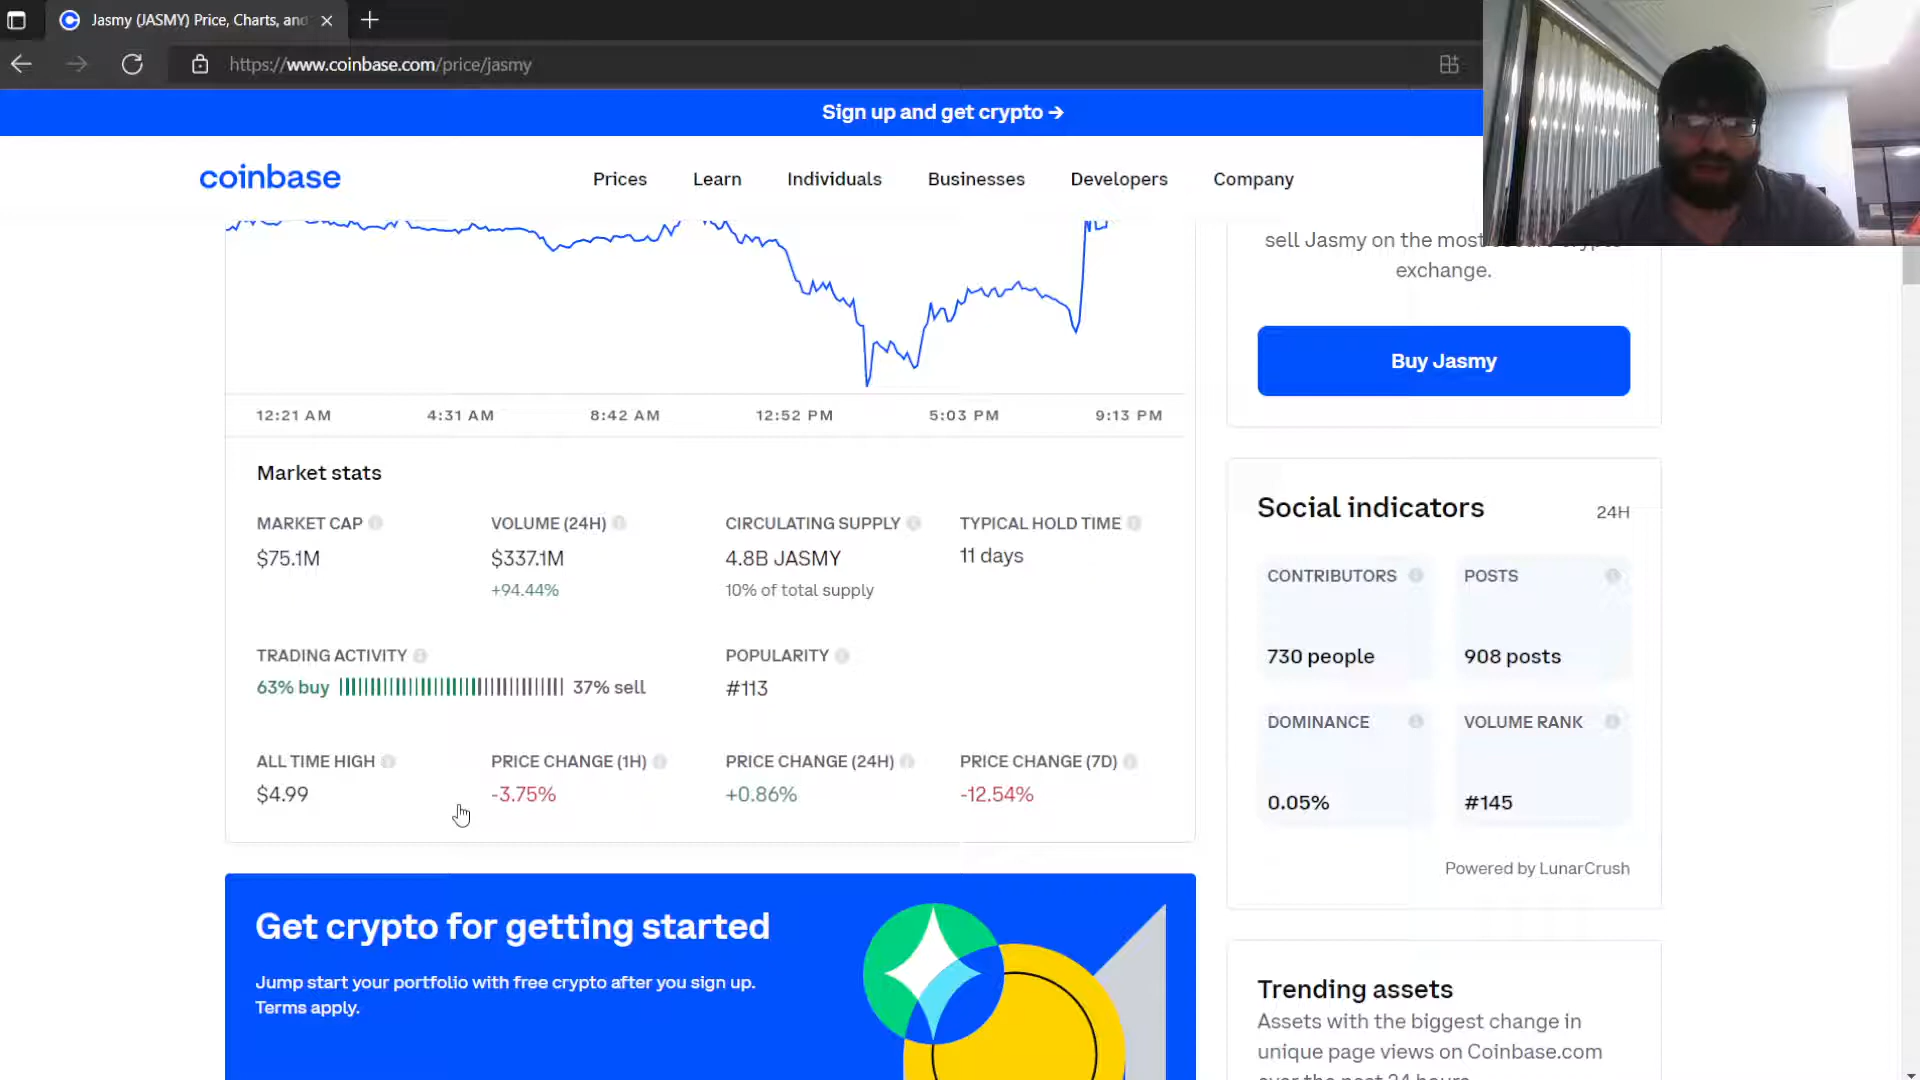 Jasmy (JASMY) Price, Charts, and
https://www.coinbase.com/price/jasmy
Sign up and get crypto →
coinbase
Prices
Learn
Individuals
Businesses
Developers
Company
sell Jasmy on the most
exchange.
Buy Jasmy
12:21 AM
4:31 AM
8:42 AM
12:52 PM
5:03 PM
9:13 PM
Market stats
MARKET CAP
$75.1M
VOLUME (24H)
$337.1M
+94.44%
CIRCULATING SUPPLY
4.8B JASMY
10% of total supply
TYPICAL HOLD TIME
11 days
TRADING ACTIVITY
63% buy
37% sell
POPULARITY
#113
ALL TIME HIGH
$4.99
PRICE CHANGE (1H)
-3.75%
PRICE CHANGE (24H)
+0.86%
PRICE CHANGE (7D)
-12.54%
Social indicators
24H
CONTRIBUTORS
730 people
POSTS
908 posts
DOMINANCE
0.05%
VOLUME RANK
#145
Powered by LunarCrush
Get crypto for getting started
Jump start your portfolio with free crypto after you sign up.
Terms apply.
Trending assets
Assets with the biggest change in
unique page views on Coinbase.com
over the past 24 hours.